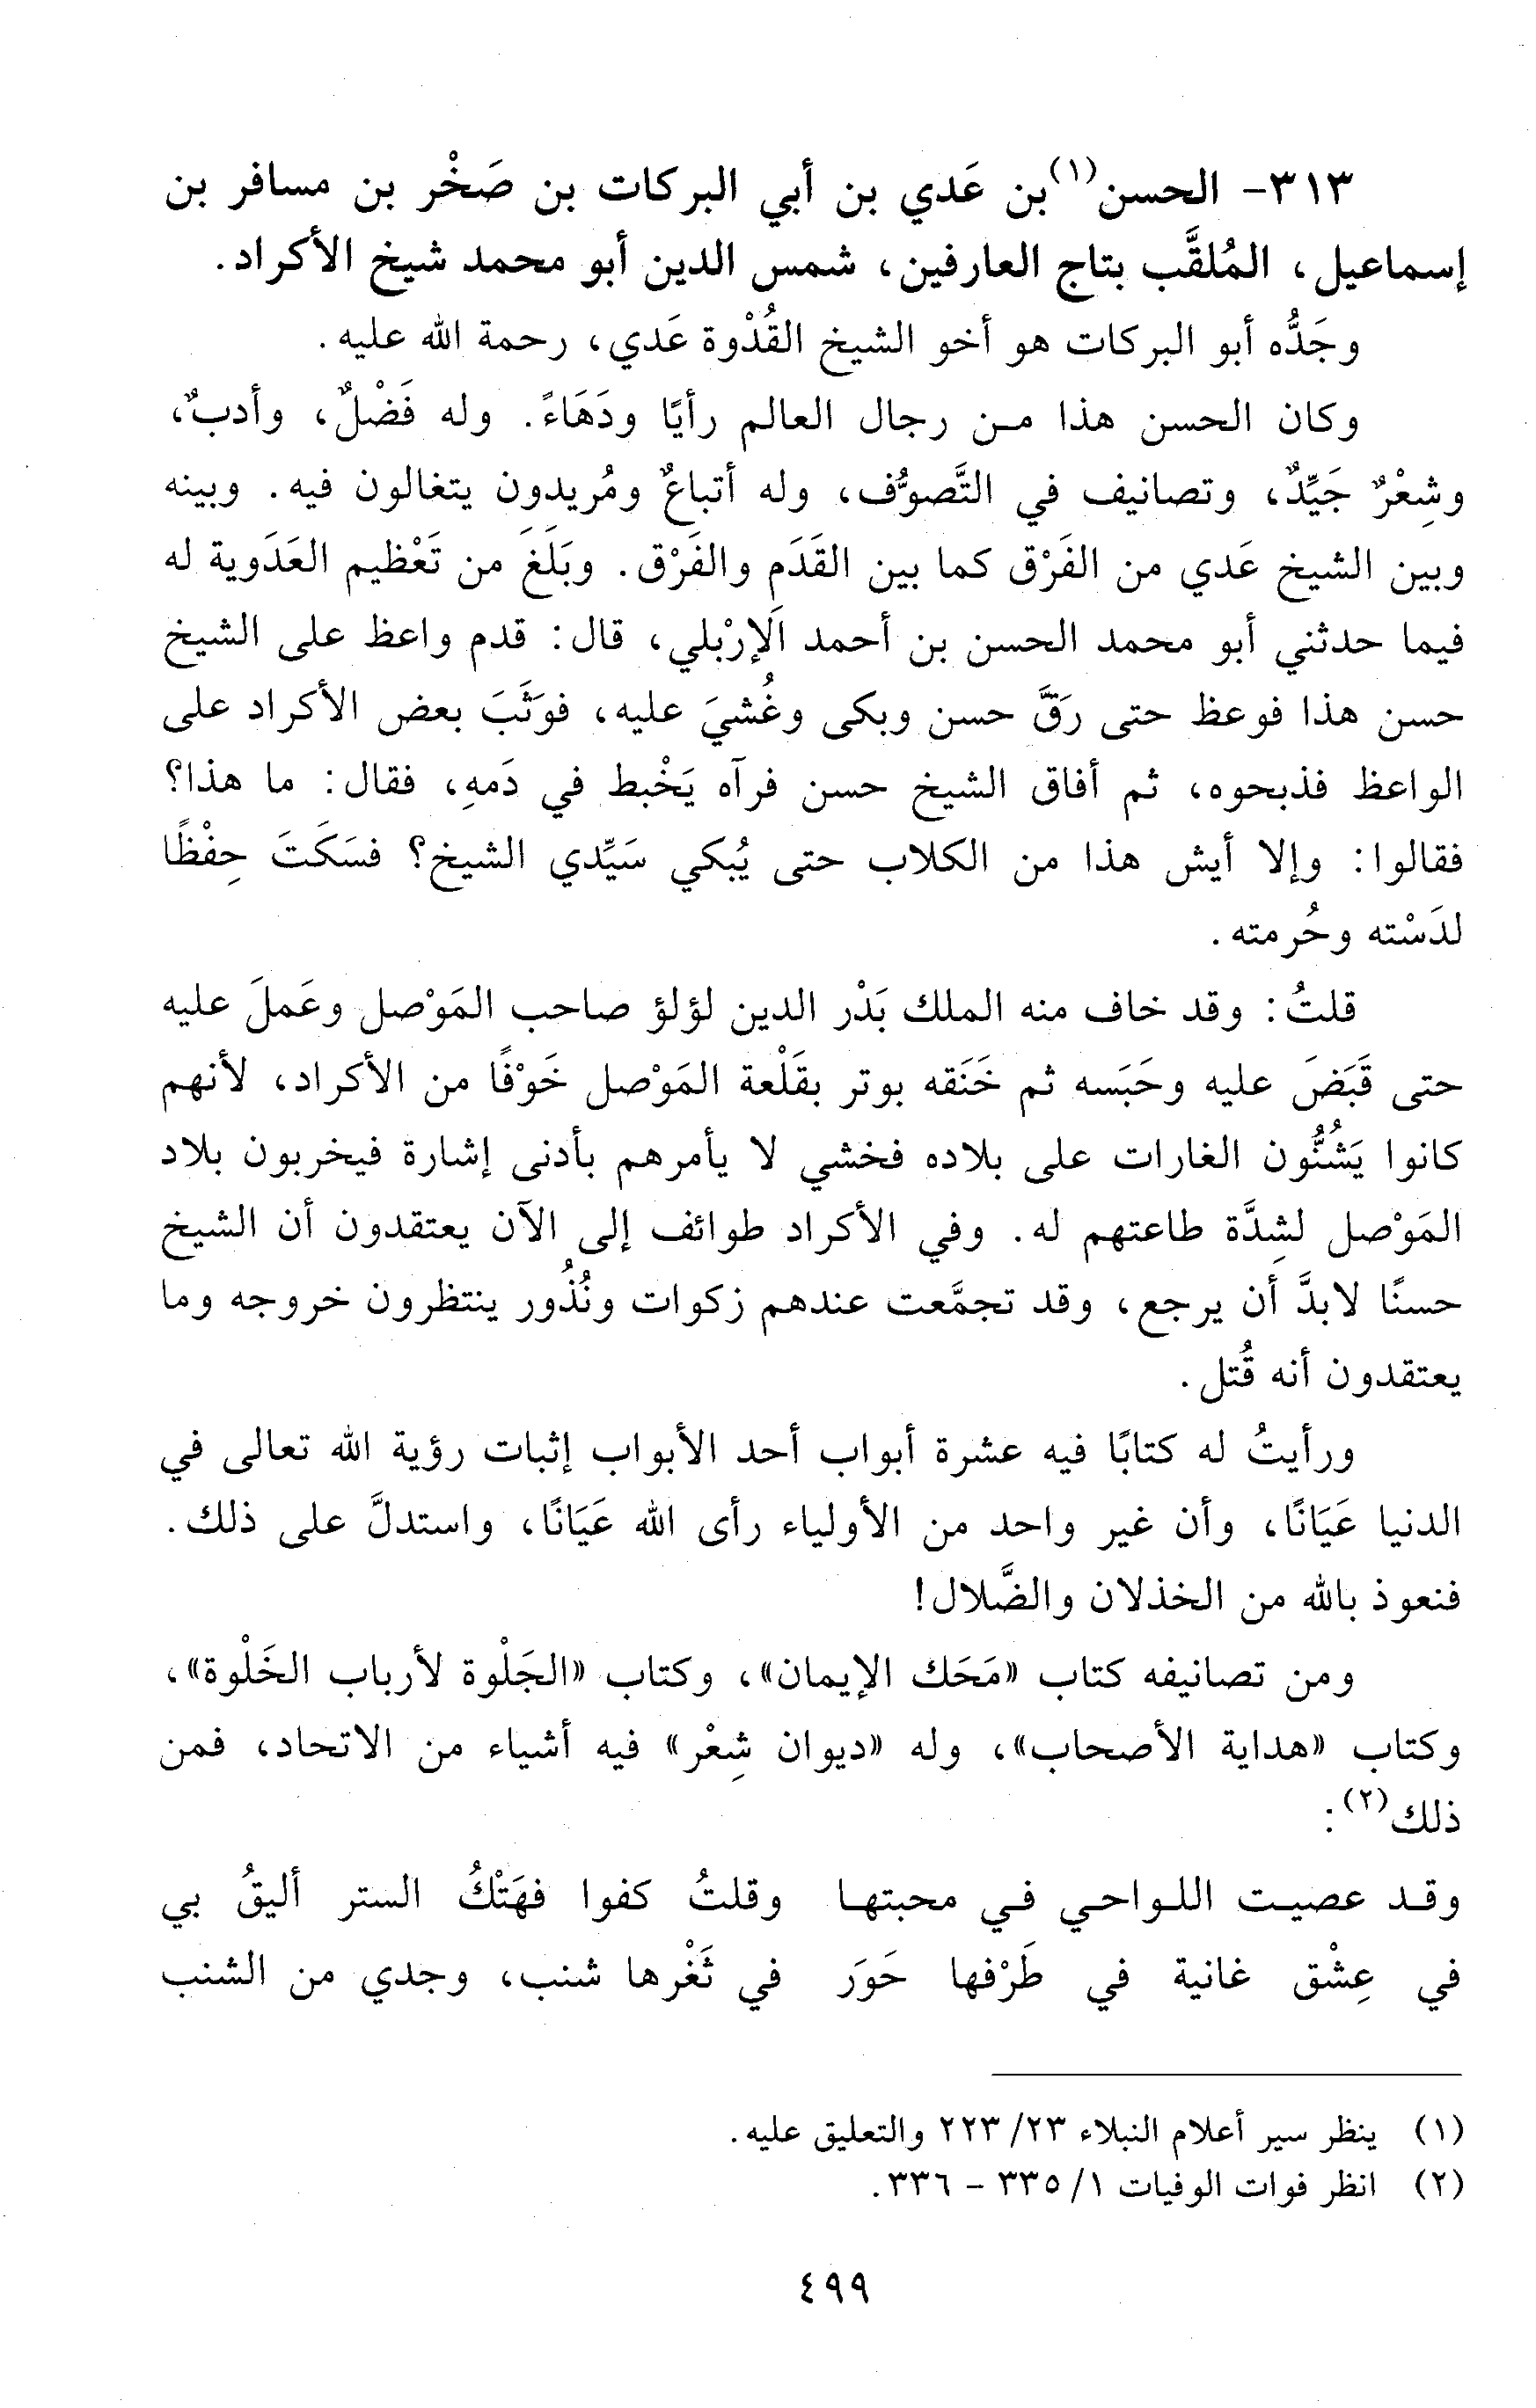 ٣١٣- الحسن(١)بن عَدي بن أبي البركات بن صَخْر بن مسافر بن
إسماعيل، المُلقَّب بتاج العارفين، شمس الدين أبو محمد شيخ الأكراد.
وجَدُّه أبو البركات هو أخو الشيخ القُدْوة عَدي، رحمة الله عليه.
وكان الحسن هذا من رجال العالم رأيًا ودَهَاءً. وله فَضْلٌ، وأدبٌ،
وشِعْرٌ جَيِّدٌ، وتصانيف في التَّصوُّف، وله أتباعٌ ومُريدون يتغالون فيه. وبينه
وبين الشيخ عَدي من الفَرْق كما بين القَدَم والفَرْق. وبَلَغَ من تَعْظيم العَدَوية له
فيما حدثني أبو محمد الحسن بن أحمد الإرْبلي، قال: قدم واعظ على الشيخ
حسن هذا فوعظ حتى رَقَّ حسن وبكى وغُشيَ عليه، فوَثَبَ بعض الأكراد على
الواعظ فذبحوه، ثم أفاق الشيخ حسن فرآه يَخْبط في دَمهِ، فقال: ما هذا؟
فقالوا: وإلا أيش هذا من الكلاب حتى يُبكي سَيِّدي الشيخ؟ فسَكَتَ حِفْظًا
لدَسْته وحُرمته.
قلتُ: وقد خاف منه الملك بَدْر الدين لؤلؤ صاحب المَوْصل وعَملَ عليه
حتى قَبَضَ عليه وحَبَسه ثم خَنَقه بوتر بقَلْعة المَوْصل خَوْفًا من الأكراد، لأنهم
كانوا يَشُنُّون الغارات على بلاده فخشي لا يأمرهم بأدنى إشارة فيخربون بلاد
المَوْصل لشِدَّة طاعتهم له. وفي الأكراد طوائف إلى الآن يعتقدون أن الشيخ
حسنًا لابدَّ أن يرجع، وقد تجمَّعت عندهم زكوات ونُذُور ينتظرون خروجه وما
يعتقدون أنه قُتل.
ورأيتُ له كتابًا فيه عشرة أبواب أحد الأبواب إثبات رؤية الله تعالى في
الدنيا عَيَانًا، وأن غير واحد من الأولياء رأى الله عَيَانًا، واستدلَّ على ذلك.
فنعوذ بالله من الخذلان والضَّلال!
ومن تصانيفه كتاب «مَحَك الإيمان»، وكتاب «الجَلْوة لأرباب الخَلْوة»،
وكتاب «هداية الأصحاب»، وله «ديوان شِعْر» فيه أشياء من الاتحاد، فمن
ذلك(٢):
وقد عصيت اللواحي في محبتها وقلتُ كفوا فهَتْكُ الستر أليقُ بي
في عِشْق غانية في طَرْفها حَوَر في ثَغْرها شنب، وجدي من الشنب
(١) ينظر سير أعلام النبلاء ٢٣/ ٢٢٣ والتعليق عليه.
(٢) انظر فوات الوفيات ١/ ٣٣٥ - ٣٣٦.
٤٩٩